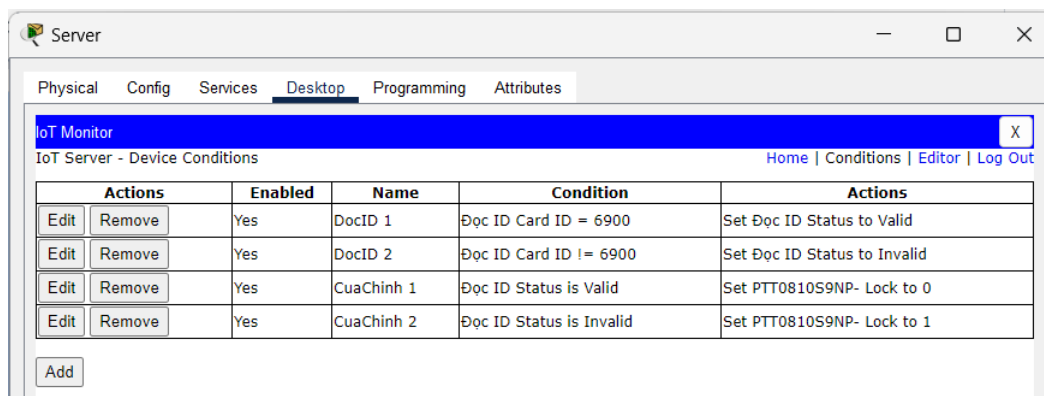 Server
Physical Config Services Desktop Programming Attributes
IoT Monitor X
IoT Server - Device Conditions Home | Conditions | Editor | Log Out
Actions Enabled Name Condition Actions
Edit Remove Yes DocID 1 Đọc ID Card ID = 6900 Set Đọc ID Status to Valid
Edit Remove Yes DocID 2 Đọc ID Card ID != 6900 Set Đọc ID Status to Invalid
Edit Remove Yes CuaChinh 1 Đọc ID Status is Valid Set PTT0810S9NP- Lock to 0
Edit Remove Yes CuaChinh 2 Đọc ID Status is Invalid Set PTT0810S9NP- Lock to 1
Add